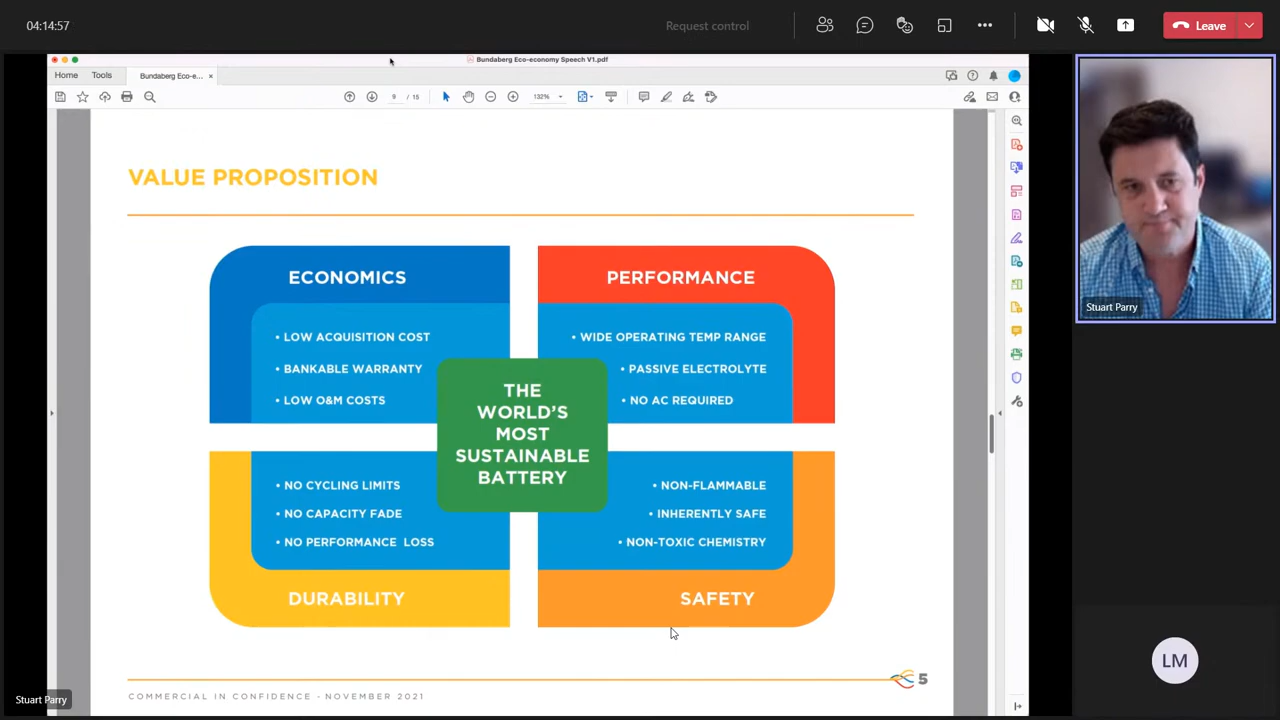 04:14:57
Request control
Leave
Bundaberg Eco-economy Speech V1.pdf
Home
Tools
Bundaberg Eco-e...
9 / 15
132%
VALUE PROPOSITION
ECONOMICS
• LOW ACQUISITION COST
• BANKABLE WARRANTY
• LOW O&M COSTS
PERFORMANCE
• WIDE OPERATING TEMP RANGE
• PASSIVE ELECTROLYTE
• NO AC REQUIRED
THE
WORLD'S
MOST
SUSTAINABLE
BATTERY
• NO CYCLING LIMITS
• NO CAPACITY FADE
• NO PERFORMANCE LOSS
DURABILITY
• NON-FLAMMABLE
• INHERENTLY SAFE
• NON-TOXIC CHEMISTRY
SAFETY
COMMERCIAL IN CONFIDENCE - NOVEMBER 2021
5
Stuart Parry
Stuart Parry
LM